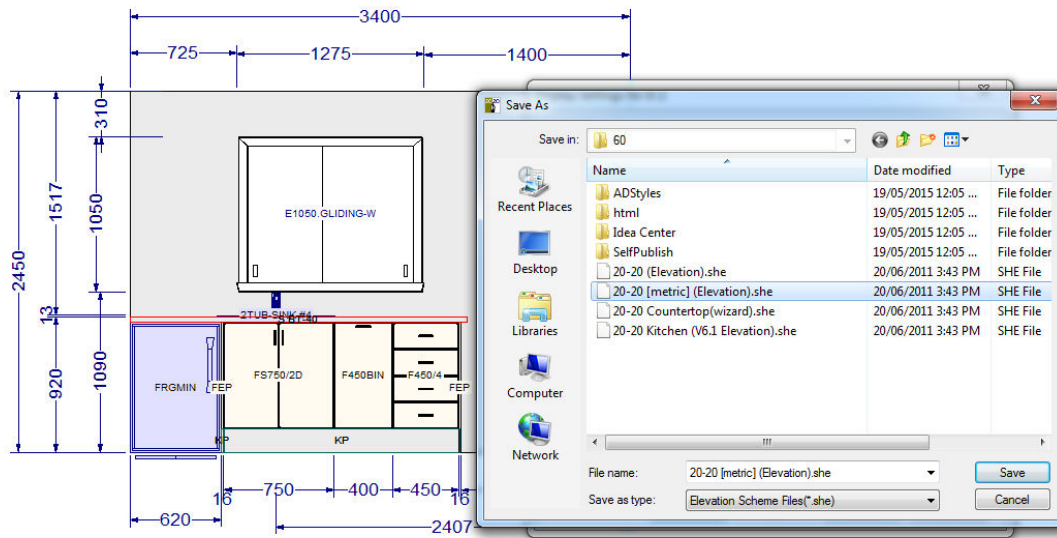 3400
725
1275
1400
310
1517
1050
2450
E1050.GLIDING-W
13
2TUB-SINK #4
920
1090
FRGMIN
FEP
FS750/2D
F450BIN
F450/4
FEP
KP
KP
16
750
400
450
16
620
2407
Save As
Save in:
60
Recent Places
Desktop
Libraries
Computer
Network
Name
Date modified
Type
ADStyles 19/05/2015 12:05 ... File folder
html 19/05/2015 12:05 ... File folder
Idea Center 19/05/2015 12:05 ... File folder
SelfPublish 19/05/2015 12:05 ... File folder
20-20 (Elevation).she 20/06/2011 3:43 PM SHE File
20-20 [metric] (Elevation).she 20/06/2011 3:43 PM SHE File
20-20 Countertop(wizard).she 20/06/2011 3:43 PM SHE File
20-20 Kitchen (V6.1 Elevation).she 20/06/2011 3:43 PM SHE File
File name: 20-20 [metric] (Elevation).she Save
Save as type: Elevation Scheme Files(*.she) Cancel